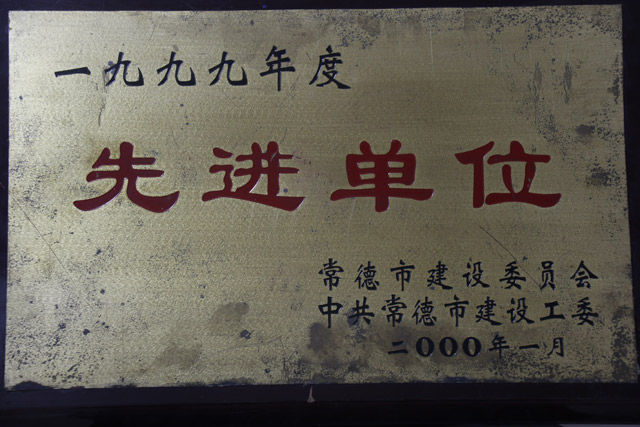 一九九九年度
先进单位
常德市建设委员会
中共常德市建设工委
二000年一月